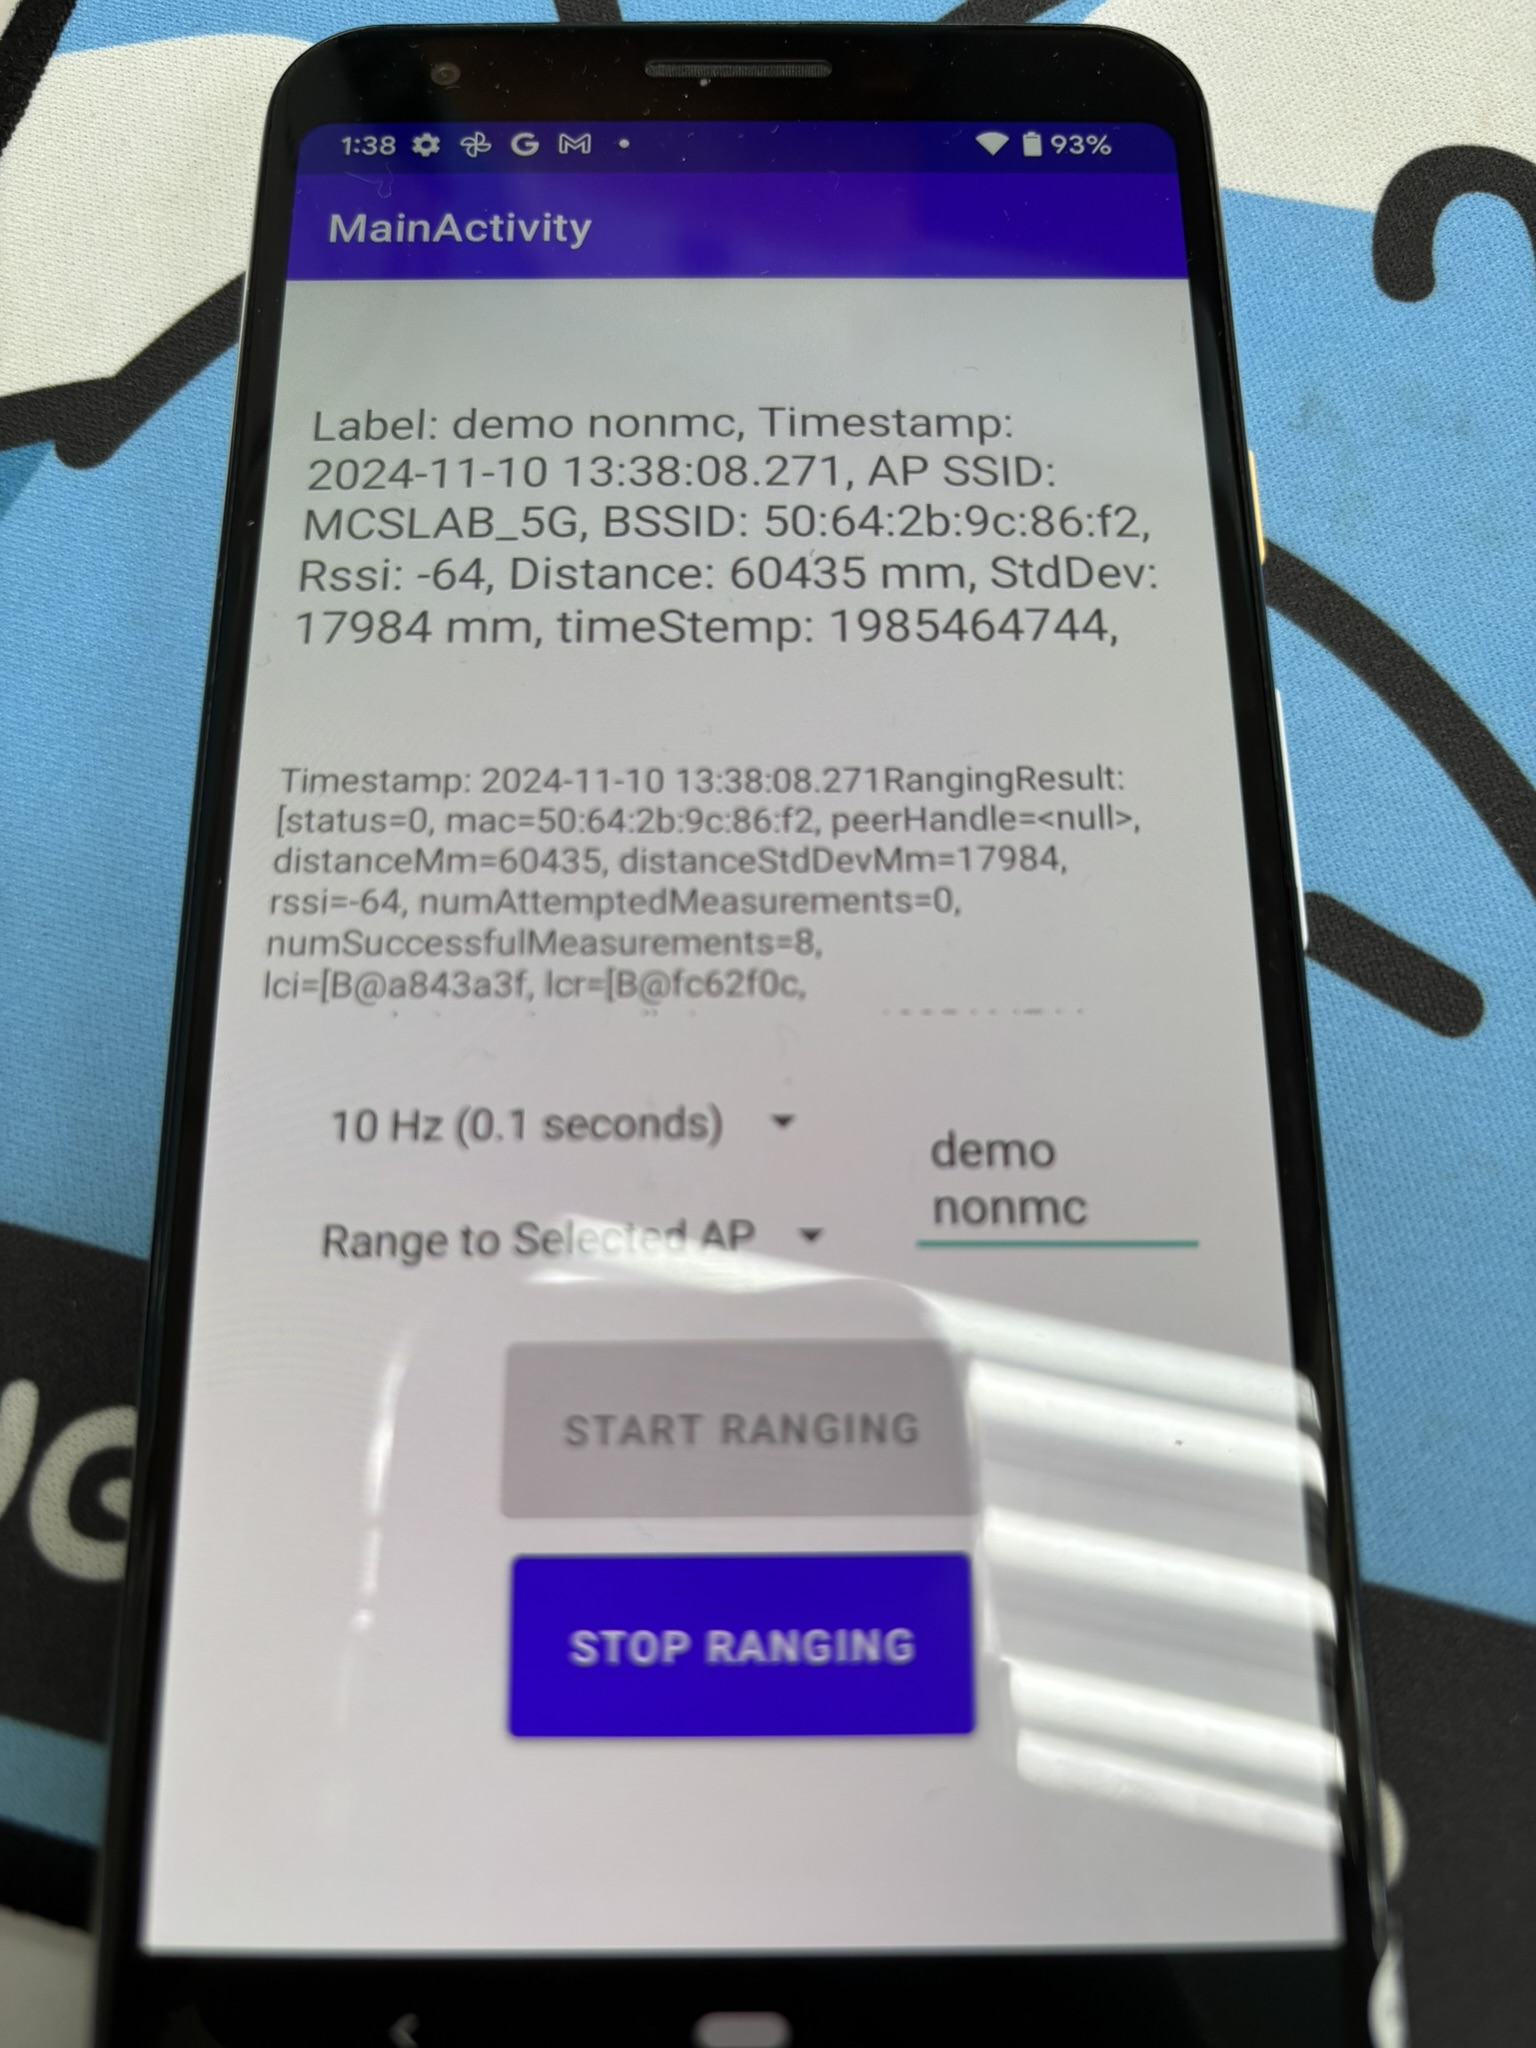 1:38 93%
MainActivity
Label: demo nonmc, Timestamp:
2024-11-10 13:38:08.271, AP SSID:
MCSLAB_5G, BSSID: 50:64:2b:9c:86:f2,
Rssi: -64, Distance: 60435 mm, StdDev:
17984 mm, timeStemp: 1985464744,
Timestamp: 2024-11-10 13:38:08.271RangingResult:
[status=0, mac=50:64:2b:9c:86:f2, peerHandle=<null>,
distanceMm=60435, distanceStdDevMm=17984,
rssi=-64, numAttemptedMeasurements=0,
numSuccessfulMeasurements=8,
lci=[B@a843a3f, lcr=[B@fc62f0c,
10 Hz (0.1 seconds)
demo
nonmc
Range to Selected AP
START RANGING
STOP RANGING